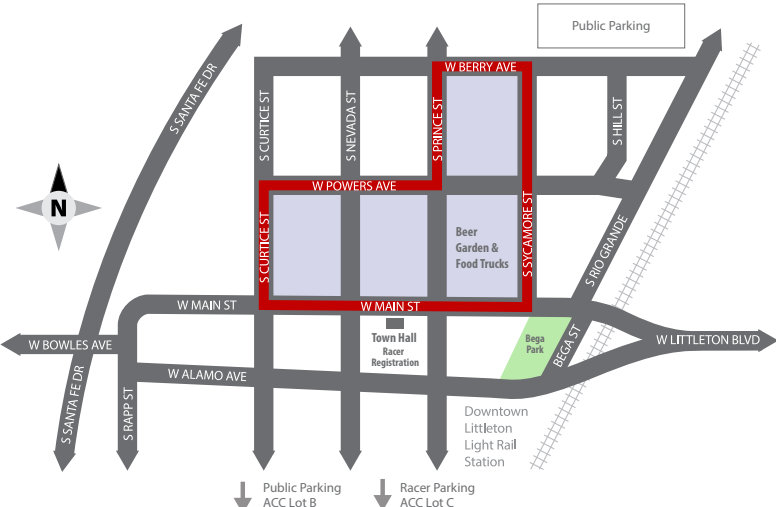 Public Parking
W BERRY AVE
S SANTA FE DR
S CURTICE ST
S NEVADA ST
S PRINCE ST
S HILL ST
W POWERS AVE
N
S CURTICE ST
Beer
Garden &
Food Trucks
S SYCAMORE ST
S RIO GRANDE
W MAIN ST
W MAIN ST
Town Hall
Racer
Registration
Bega
Park
BEGA ST
W BOWLES AVE
W LITTLETON BLVD
W ALAMO AVE
S SANTA FE DR
S RAPP ST
Downtown
Littleton
Light Rail
Station
Public Parking
ACC Lot B
Racer Parking
ACC Lot C